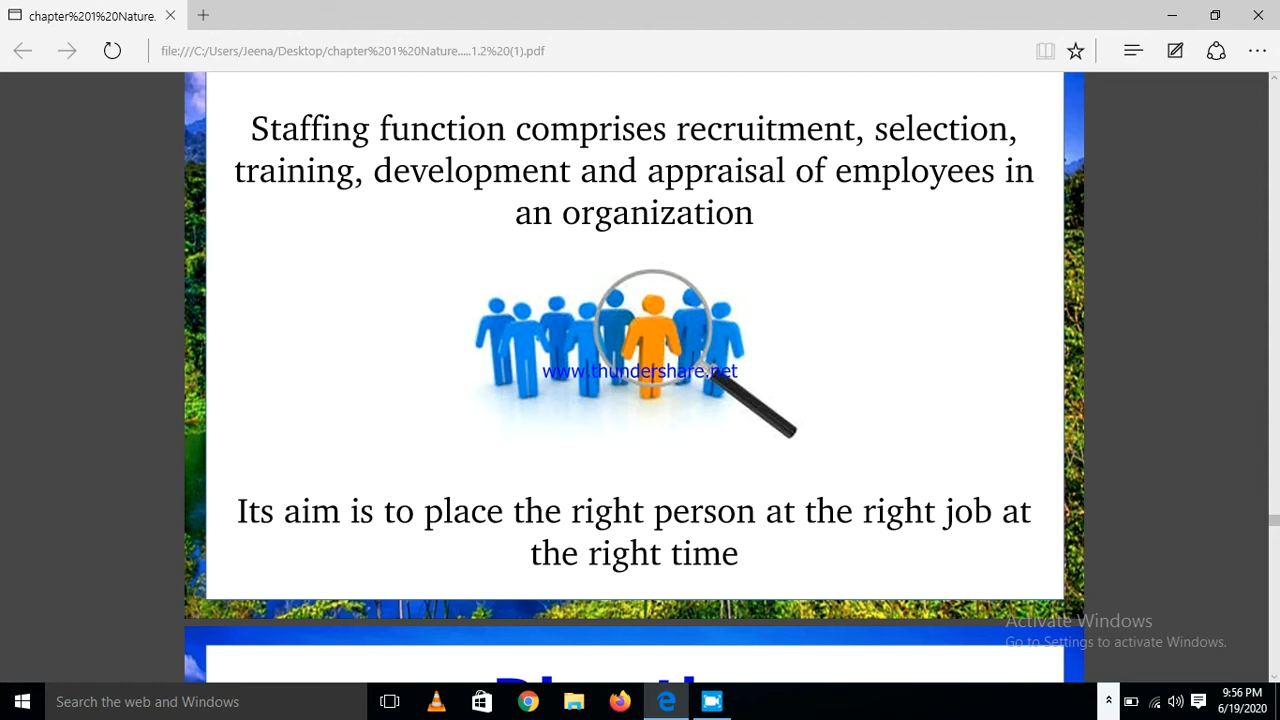 chapter%201%20Nature.
file:///C:/Users/Jeena/Desktop/chapter%201%20Nature.....1.2%20(1).pdf
Staffing function comprises recruitment, selection,
training, development and appraisal of employees in
an organization
www.thundershare.net
Its aim is to place the right person at the right job at
the right time
Activate Windows
Go to Settings to activate Windows.
Search the web and Windows
9:56 PM
6/19/2020